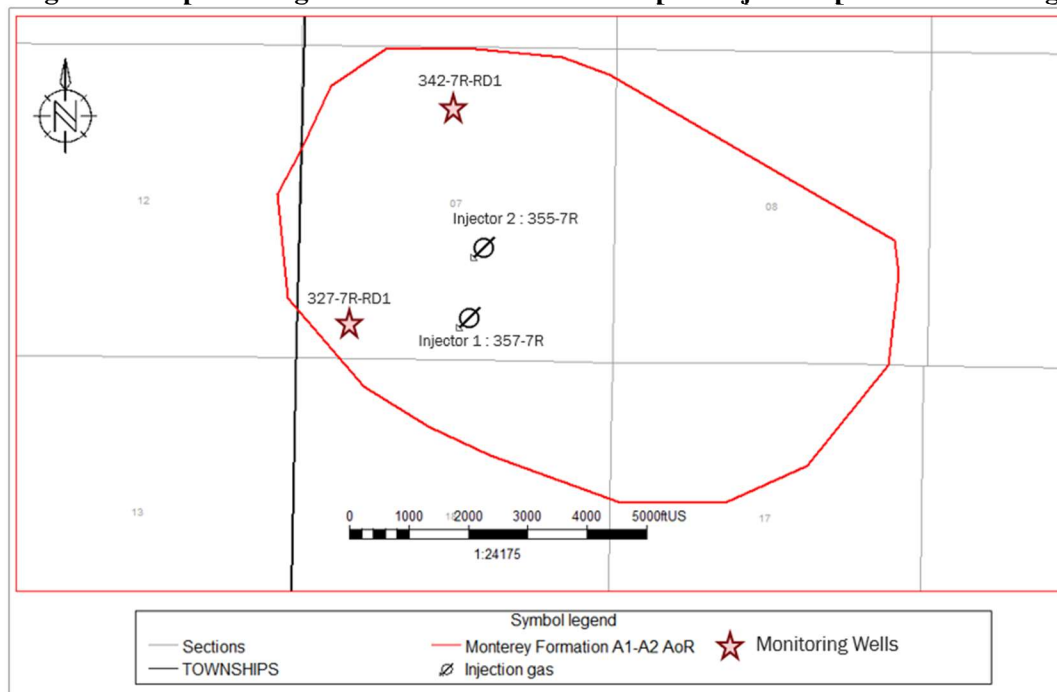 342-7R-RD1
12
07
08
Injector 2 : 355-7R
327-7R-RD1
Injector 1 : 357-7R
N
0 1000 2000 3000 4000 5000ftUS
13
17
1:24175
Symbol legend
Sections
Monterey Formation A1-A2 AoR
Monitoring Wells
TOWNSHIPS
Injection gas